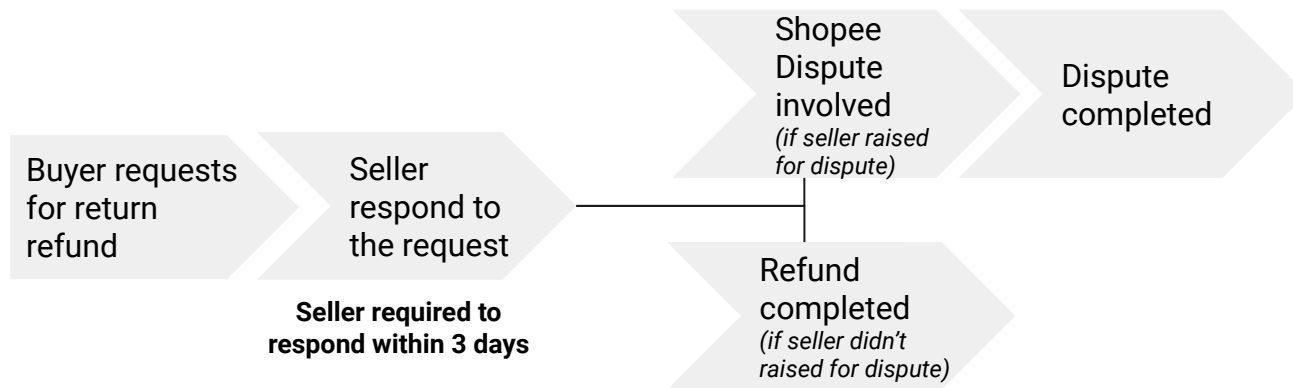 Buyer requests
for return
refund
Seller
respond to
the request
Seller required to
respond within 3 days
Shopee
Dispute
involved
(if seller raised
for dispute)
Dispute
completed
Refund
completed
(if seller didn’t
raised for dispute)